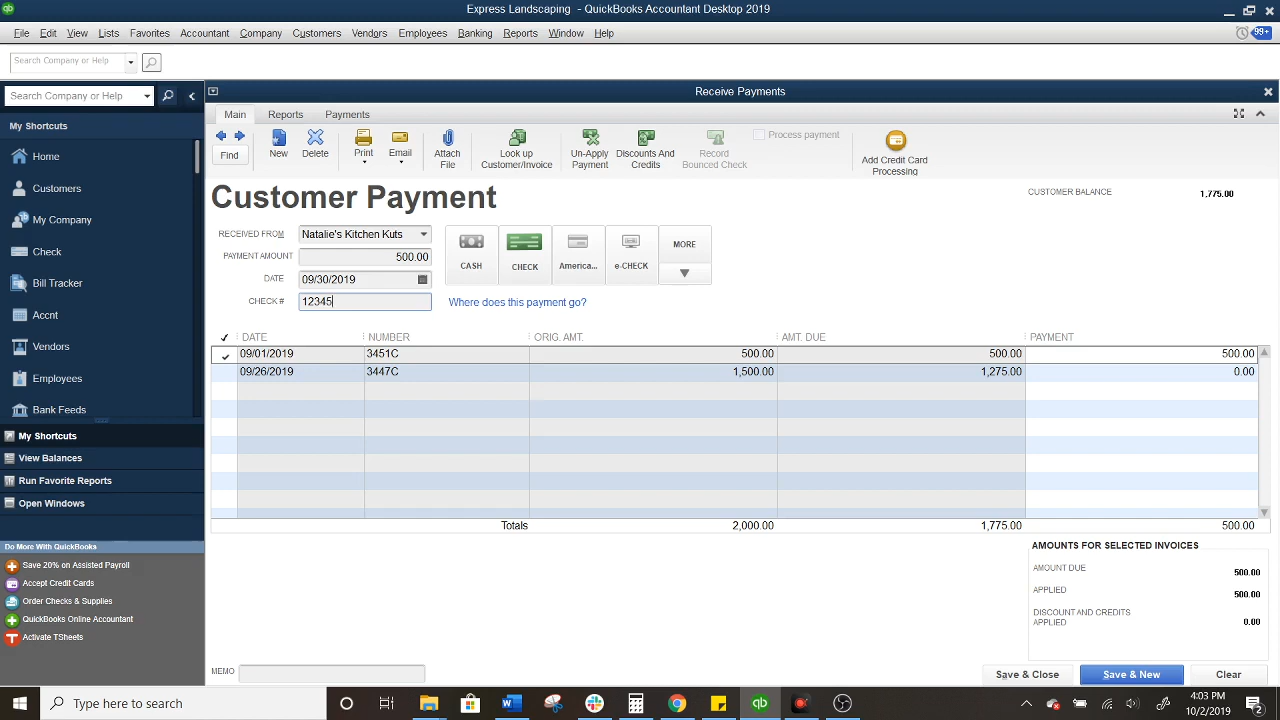 Express Landscaping - QuickBooks Accountant Desktop 2019
File Edit View Lists Favorites Accountant Company Customers Vendors Employees Banking Reports Window Help 99+
Search Company or Help
Search Company or Help
Receive Payments
My Shortcuts
Main Reports Payments
Find New Delete Print Email Attach File Look up Customer/Invoice Un-Apply Payment Discounts And Credits Record Bounced Check Process payment Add Credit Card Processing
Home
Customers
My Company
Check
Bill Tracker
Accnt
Vendors
Employees
Bank Feeds
My Shortcuts
View Balances
Run Favorite Reports
Open Windows
Do More With QuickBooks
Save 20% on Assisted Payroll
Accept Credit Cards
Order Checks & Supplies
QuickBooks Online Accountant
Activate TSheets
Customer Payment
CUSTOMER BALANCE 1,775.00
RECEIVED FROM Natalie's Kitchen Kuts
PAYMENT AMOUNT 500.00
DATE 09/30/2019
CHECK # 12345
CASH CHECK America... e-CHECK MORE
Where does this payment go?
DATE NUMBER ORIG. AMT. AMT. DUE PAYMENT
09/01/2019 3451C 500.00 500.00 500.00
09/26/2019 3447C 1,500.00 1,275.00 0.00
Totals 2,000.00 1,775.00 500.00
AMOUNTS FOR SELECTED INVOICES
AMOUNT DUE 500.00
APPLIED 500.00
DISCOUNT AND CREDITS
APPLIED 0.00
MEMO
Save & Close Save & New Clear
Type here to search
4:03 PM
10/2/2019
2